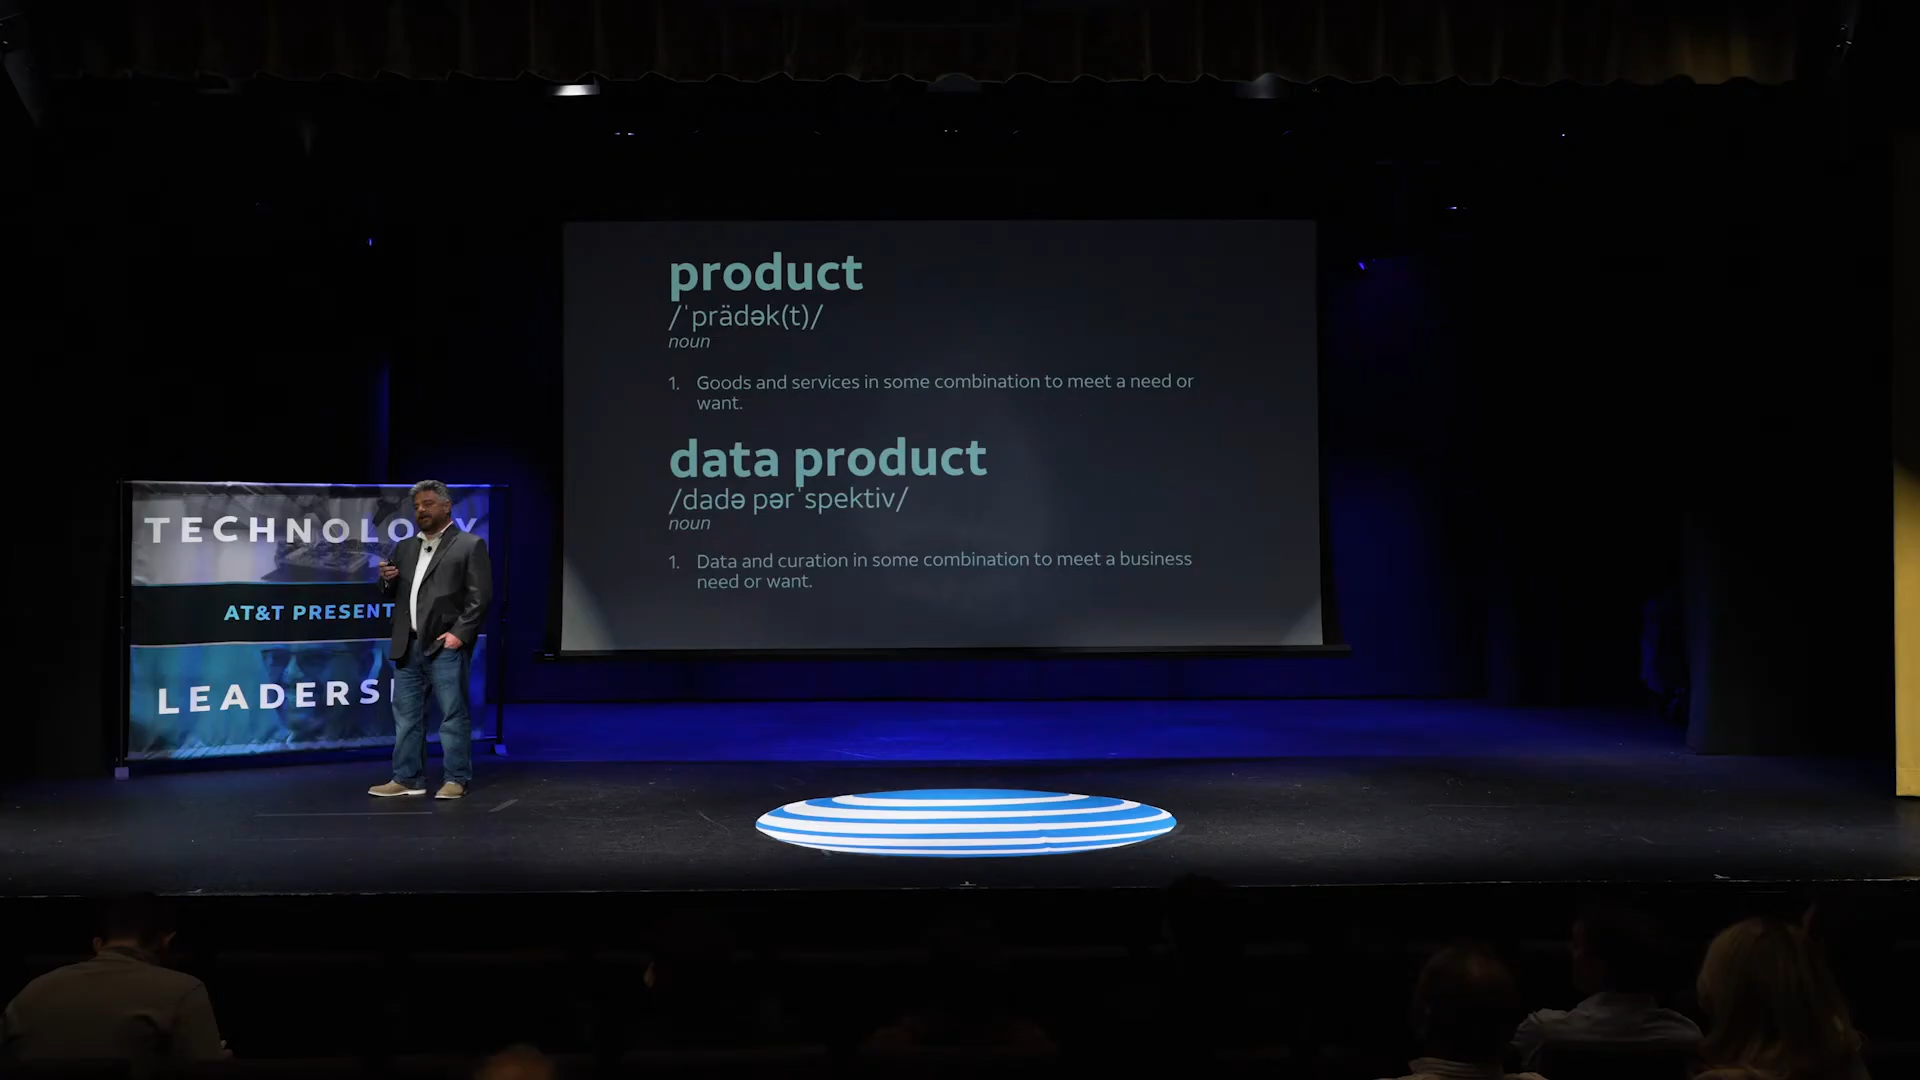 product
/ˈprädək(t)/
noun
1. Goods and services in some combination to meet a need or
want.
data product
/dadə pərˈspektiv/
noun
1. Data and curation in some combination to meet a business
need or want.
TECHNOLOGY
AT&T PRESENT
LEADERS